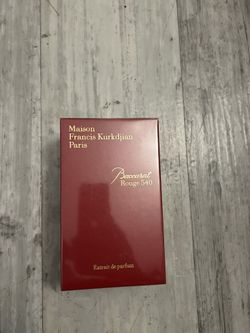 Maison
Francis Kurkdjian
Paris
Baccarat
Rouge 540
Extrait de parfum